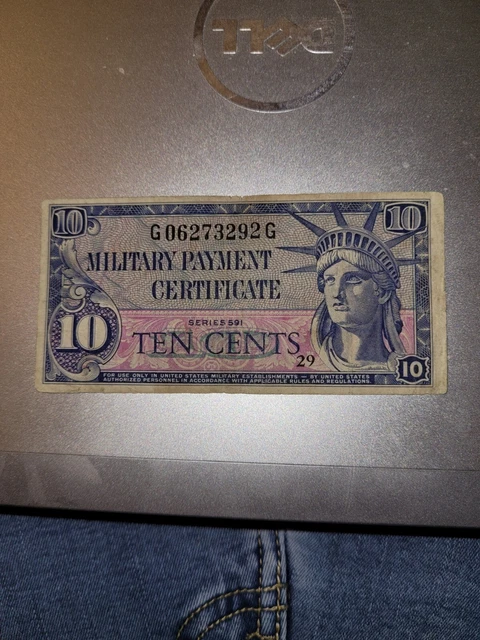 DELL
10
10
G06273292G
MILITARY PAYMENT
CERTIFICATE
SERIES 591
10
TEN CENTS
29
10
FOR USE ONLY IN UNITED STATES MILITARY ESTABLISHMENTS — BY UNITED STATES
AUTHORIZED PERSONNEL IN ACCORDANCE WITH APPLICABLE RULES AND REGULATIONS.